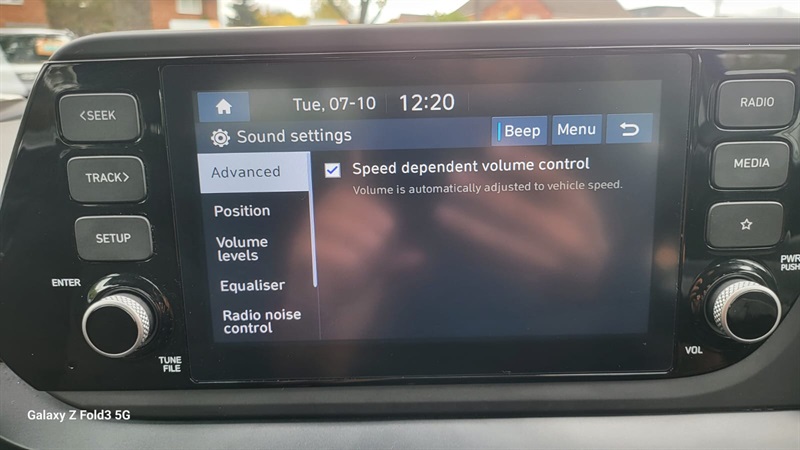 <SEEK
TRACK>
SETUP
ENTER
TUNE
FILE
Tue, 07-10 12:20
Sound settings Beep Menu
Advanced
Position
Volume
levels
Equaliser
Radio noise
control
Speed dependent volume control
Volume is automatically adjusted to vehicle speed.
RADIO
MEDIA
PWR
PUSH
VOL
Galaxy Z Fold3 5G